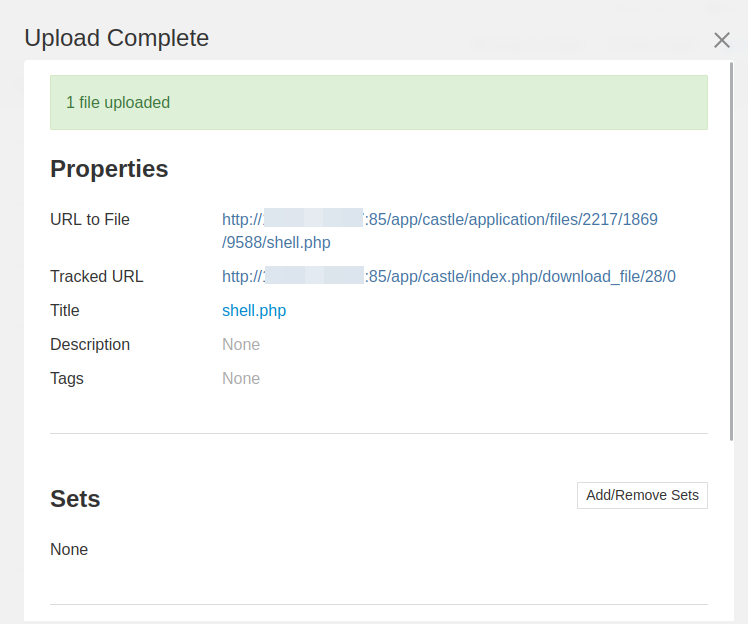 Upload Complete
1 file uploaded
Properties
URL to File http:// :85/app/castle/application/files/2217/1869
/9588/shell.php
Tracked URL http:// :85/app/castle/index.php/download_file/28/0
Title shell.php
Description None
Tags None
Sets Add/Remove Sets
None